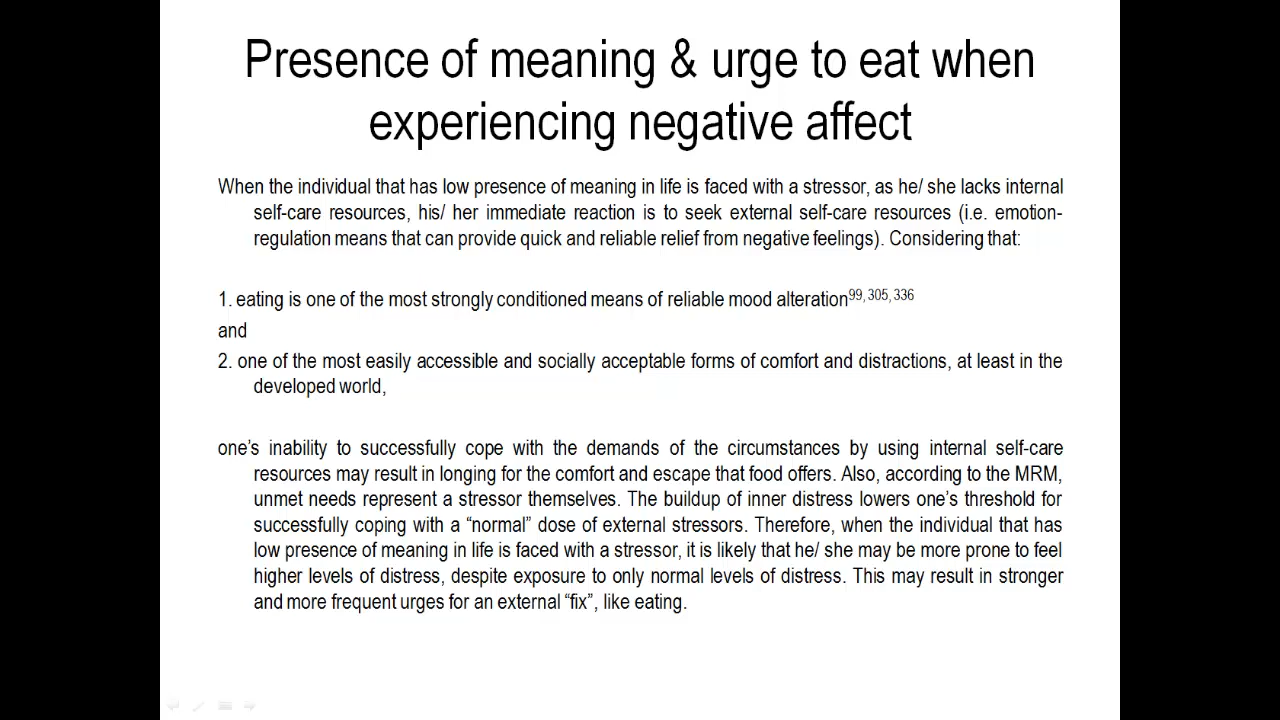 Presence of meaning & urge to eat when
experiencing negative affect
When the individual that has low presence of meaning in life is faced with a stressor, as he/ she lacks internal
self-care resources, his/ her immediate reaction is to seek external self-care resources (i.e. emotion-
regulation means that can provide quick and reliable relief from negative feelings). Considering that:
1. eating is one of the most strongly conditioned means of reliable mood alteration99, 305, 336
and
2. one of the most easily accessible and socially acceptable forms of comfort and distractions, at least in the
developed world,
one’s inability to successfully cope with the demands of the circumstances by using internal self-care
resources may result in longing for the comfort and escape that food offers. Also, according to the MRM,
unmet needs represent a stressor themselves. The buildup of inner distress lowers one’s threshold for
successfully coping with a “normal” dose of external stressors. Therefore, when the individual that has
low presence of meaning in life is faced with a stressor, it is likely that he/ she may be more prone to feel
higher levels of distress, despite exposure to only normal levels of distress. This may result in stronger
and more frequent urges for an external “fix”, like eating.